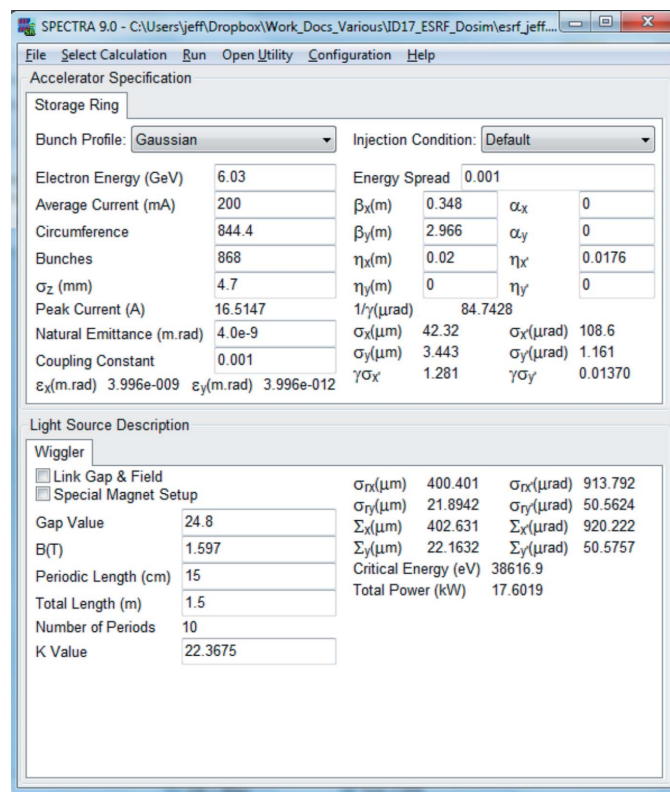 SPECTRA 9.0 - C:\Users\jeff\Dropbox\Work_Docs_Various\ID17_ESRF_Dosim\esrf_jeff....
File Select Calculation Run Open Utility Configuration Help
Accelerator Specification
Storage Ring
Bunch Profile: Gaussian Injection Condition: Default
Electron Energy (GeV) 6.03 Energy Spread 0.001
Average Current (mA) 200 βx(m) 0.348 αx 0
Circumference 844.4 βy(m) 2.966 αy 0
Bunches 868 ηx(m) 0.02 ηx' 0.0176
σz (mm) 4.7 ηy(m) 0 ηy' 0
Peak Current (A) 16.5147 1/γ(μrad) 84.7428
Natural Emittance (m.rad) 4.0e-9 σx(μm) 42.32 σx'(μrad) 108.6
Coupling Constant 0.001 σy(μm) 3.443 σy'(μrad) 1.161
εx(m.rad) 3.996e-009 εy(m.rad) 3.996e-012 γσx' 1.281 γσy' 0.01370
Light Source Description
Wiggler
Link Gap & Field σrx(μm) 400.401 σrx'(μrad) 913.792
Special Magnet Setup σry(μm) 21.8942 σry'(μrad) 50.5624
Gap Value 24.8 Σx(μm) 402.631 Σx'(μrad) 920.222
B(T) 1.597 Σy(μm) 22.1632 Σy'(μrad) 50.5757
Periodic Length (cm) 15 Critical Energy (eV) 38616.9
Total Length (m) 1.5 Total Power (kW) 17.6019
Number of Periods 10
K Value 22.3675